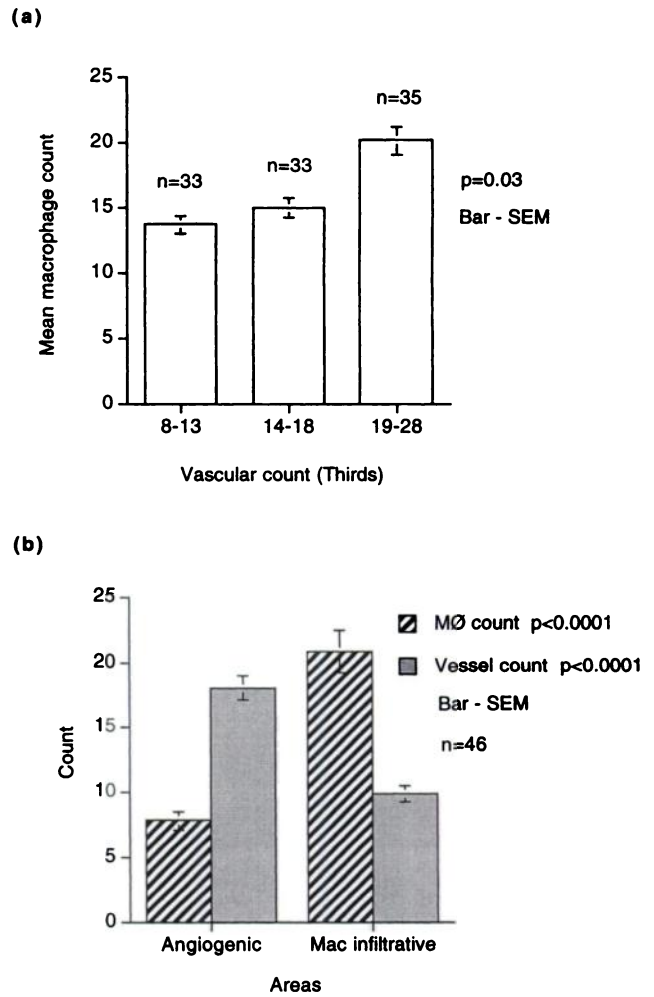 (a)
25
20
15
10
5
0
Mean macrophage count
n=33
n=33
n=35
p=0.03
Bar - SEM
8-13
14-18
19-28
Vascular count (Thirds)
(b)
25
20
15
10
5
0
Count
MØ count p<0.0001
Vessel count p<0.0001
Bar - SEM
n=46
Angiogenic
Mac infiltrative
Areas